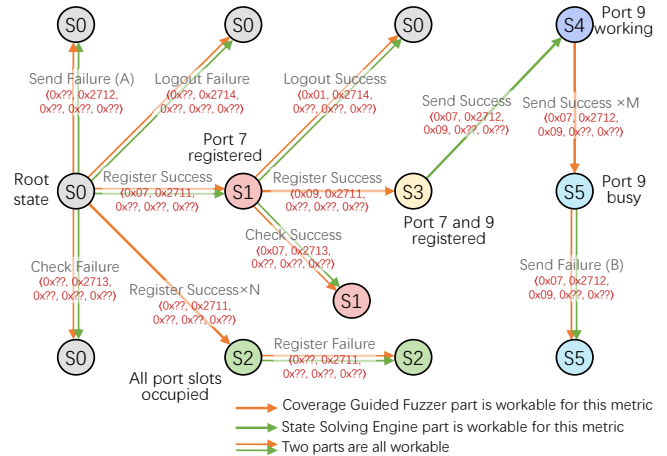 S0
S0
S0
S4
Port 9
working
Send Failure (A)
⟨0x??, 0x2712,
0x??, 0x??, 0x??⟩
Logout Failure
⟨0x??, 0x2714,
0x??, 0x??, 0x??⟩
Logout Success
⟨0x01, 0x2714,
0x??, 0x??, 0x??⟩
Send Success
⟨0x07, 0x2712,
0x09, 0x??, 0x??⟩
Send Success ×M
⟨0x07, 0x2712,
0x09, 0x??, 0x??⟩
Port 7
registered
Root
state
S0
Register Success
⟨0x07, 0x2711,
0x??, 0x??, 0x??⟩
S1
Register Success
⟨0x09, 0x2711,
0x??, 0x??, 0x??⟩
S3
Port 7 and 9
registered
S5
Port 9
busy
Check Failure
⟨0x??, 0x2713,
0x??, 0x??, 0x??⟩
Register Success×N
⟨0x??, 0x2711,
0x??, 0x??, 0x??⟩
Check Success
⟨0x07, 0x2713,
0x??, 0x??, 0x??⟩
S1
Send Failure (B)
⟨0x07, 0x2712,
0x09, 0x??, 0x??⟩
S0
S2
All port slots
occupied
Register Failure
⟨0x??, 0x2711,
0x??, 0x??, 0x??⟩
S2
S5
Coverage Guided Fuzzer part is workable for this metric
State Solving Engine part is workable for this metric
Two parts are all workable